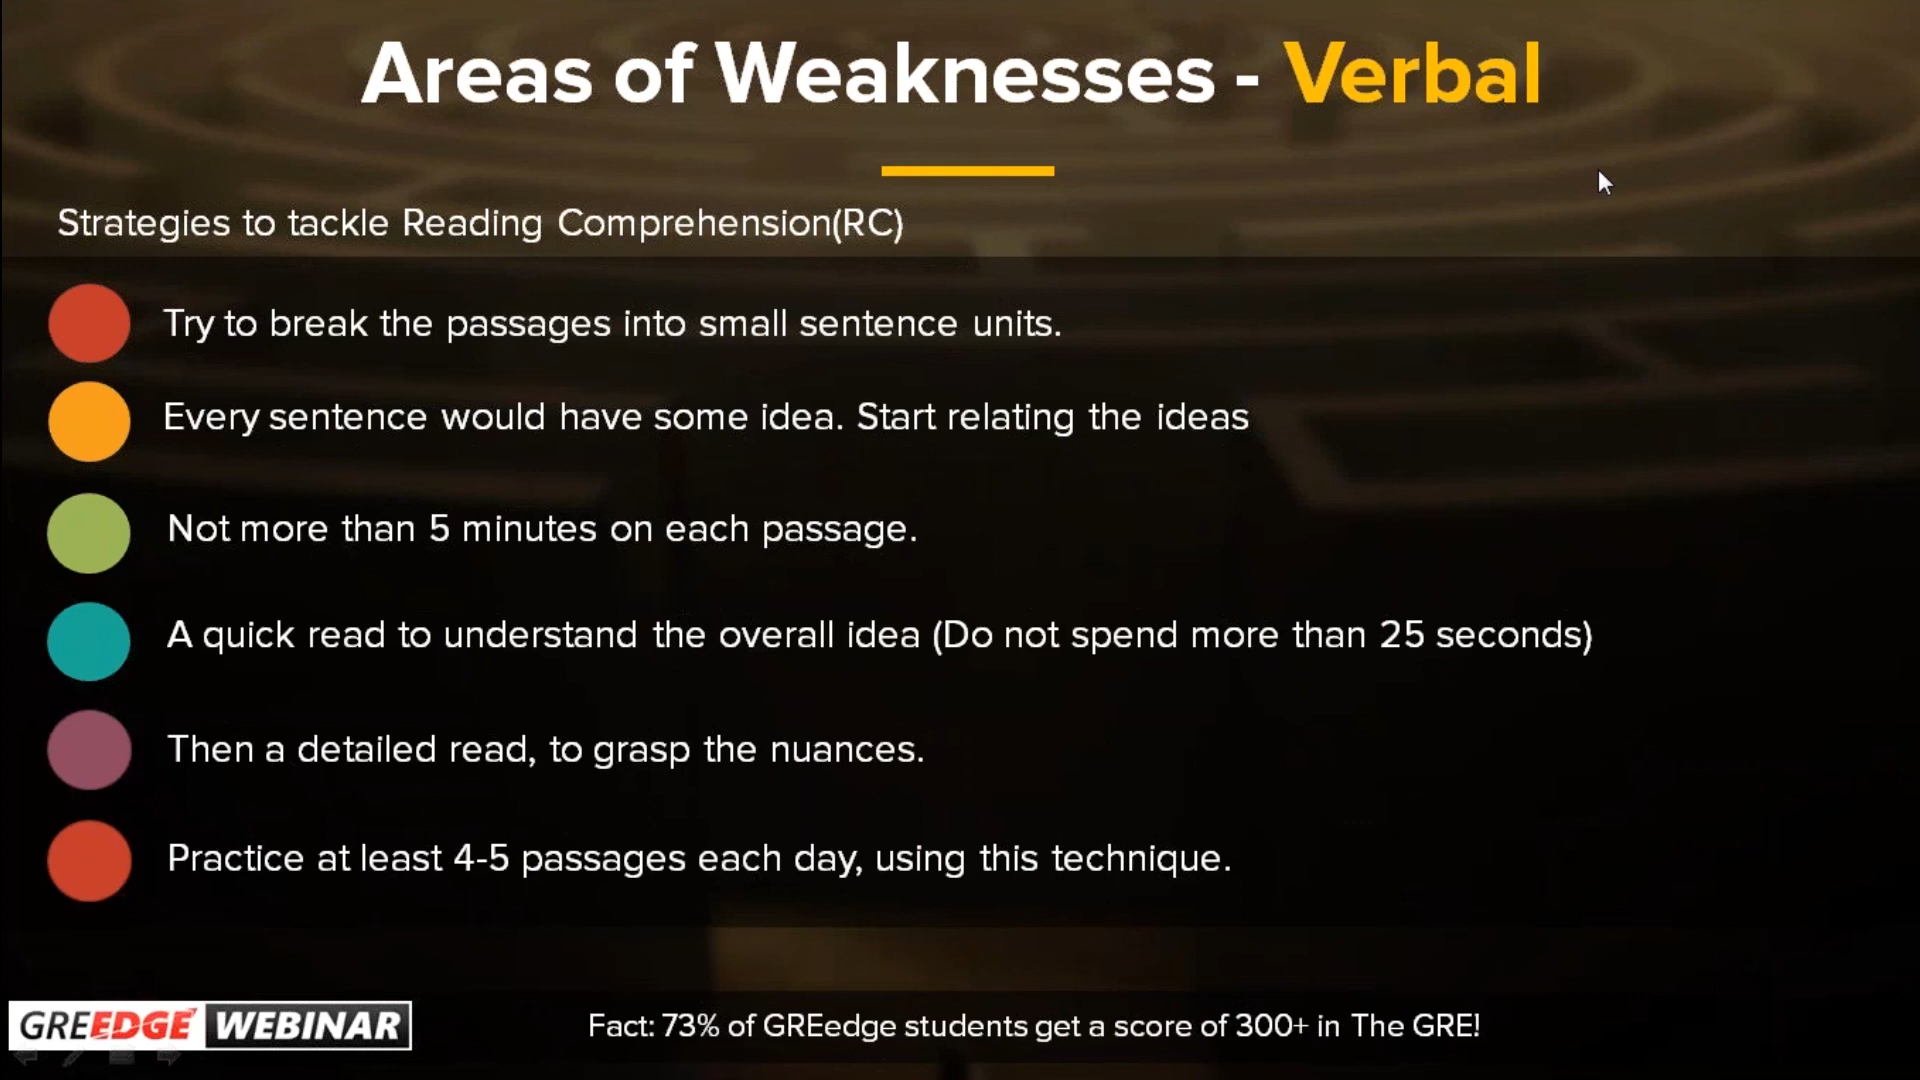 Areas of Weaknesses - Verbal
Strategies to tackle Reading Comprehension(RC)
Try to break the passages into small sentence units.
Every sentence would have some idea. Start relating the ideas
Not more than 5 minutes on each passage.
A quick read to understand the overall idea (Do not spend more than 25 seconds)
Then a detailed read, to grasp the nuances.
Practice at least 4-5 passages each day, using this technique.
GREEDGE WEBINAR
Fact: 73% of GREedge students get a score of 300+ in The GRE!